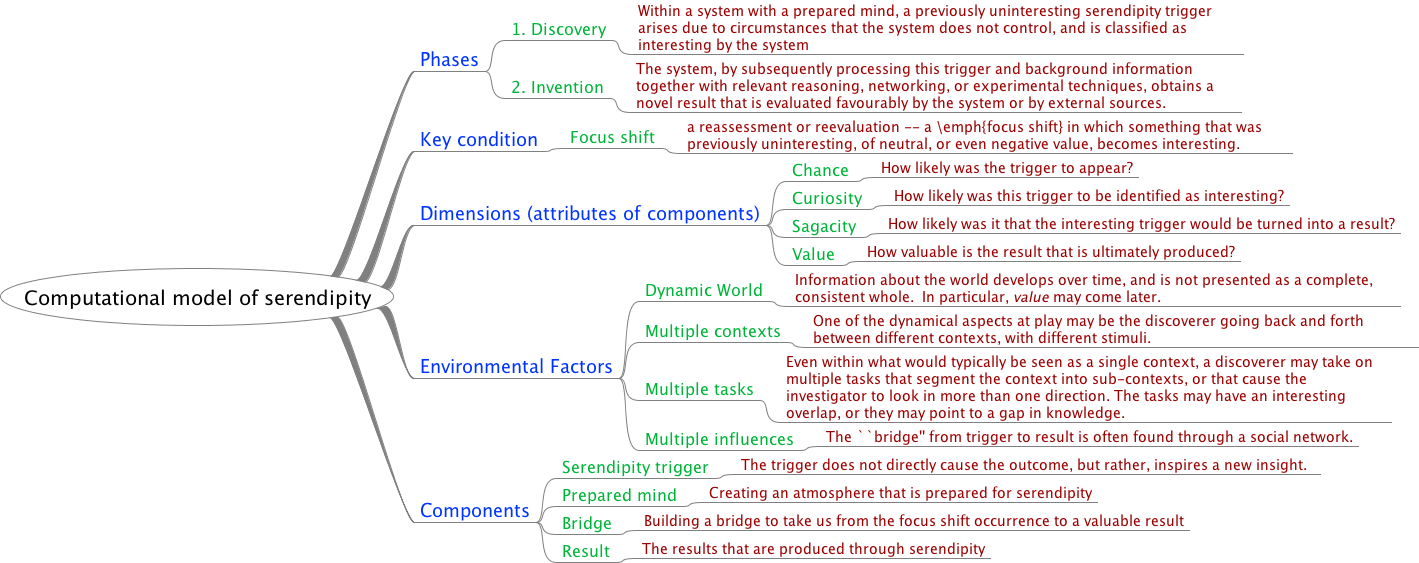 Computational model of serendipity
Phases
1. Discovery
Within a system with a prepared mind, a previously uninteresting serendipity trigger
arises due to circumstances that the system does not control, and is classified as
interesting by the system
2. Invention
The system, by subsequently processing this trigger and background information
together with relevant reasoning, networking, or experimental techniques, obtains a
novel result that is evaluated favourably by the system or by external sources.
Key condition
Focus shift
a reassessment or reevaluation -- a \emph{focus shift} in which something that was
previously uninteresting, of neutral, or even negative value, becomes interesting.
Dimensions (attributes of components)
Chance
How likely was the trigger to appear?
Curiosity
How likely was this trigger to be identified as interesting?
Sagacity
How likely was it that the interesting trigger would be turned into a result?
Value
How valuable is the result that is ultimately produced?
Environmental Factors
Dynamic World
Information about the world develops over time, and is not presented as a complete,
consistent whole.  In particular, value may come later.
Multiple contexts
One of the dynamical aspects at play may be the discoverer going back and forth
between different contexts, with different stimuli.
Multiple tasks
Even within what would typically be seen as a single context, a discoverer may take on
multiple tasks that segment the context into sub-contexts, or that cause the
investigator to look in more than one direction. The tasks may have an interesting
overlap, or they may point to a gap in knowledge.
Multiple influences
The ``bridge" from trigger to result is often found through a social network.
Components
Serendipity trigger
The trigger does not directly cause the outcome, but rather, inspires a new insight.
Prepared mind
Creating an atmosphere that is prepared for serendipity
Bridge
Building a bridge to take us from the focus shift occurrence to a valuable result
Result
The results that are produced through serendipity